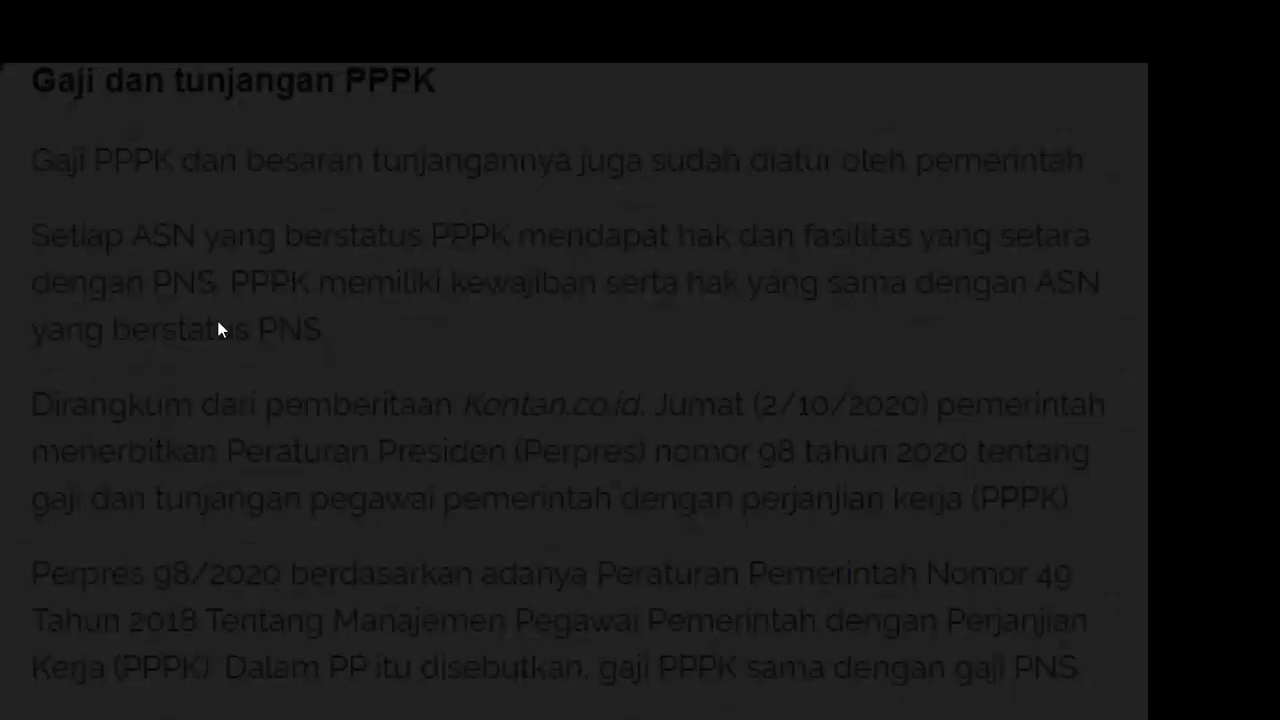 Gaji dan tunjangan PPPK
Gaji PPPK dan besaran tunjangannya juga sudah diatur oleh pemerintah
Setiap ASN yang berstatus PPPK mendapat hak dan fasilitas yang setara
dengan PNS. PPPK memiliki kewajiban serta hak yang sama dengan ASN
yang berstatus PNS
Dirangkum dari pemberitaan Kontan.co.id, Jumat (2/10/2020) pemerintah
menerbitkan Peraturan Presiden (Perpres) nomor 98 tahun 2020 tentang
gaji dan tunjangan pegawai pemerintah dengan perjanjian kerja (PPPK)
Perpres 98/2020 berdasarkan adanya Peraturan Pemerintah Nomor 49
Tahun 2018 Tentang Manajemen Pegawai Pemerintah dengan Perjanjian
Kerja (PPPK). Dalam PP itu disebutkan, gaji PPPK sama dengan gaji PNS